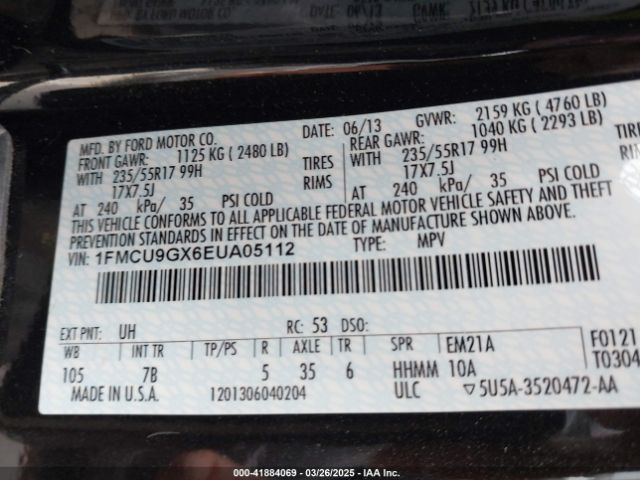 MFD. BY FORD MOTOR CO. DATE: 06/13 GVWR: 2159 KG ( 4760 LB)
FRONT GAWR: 1125 KG ( 2480 LB) REAR GAWR: 1040 KG ( 2293 LB)
WITH 235/55R17 99H TIRES WITH 235/55R17 99H TIRES
17X7.5J RIMS 17X7.5J RIMS
AT 240 kPa/ 35 PSI COLD AT 240 kPa/ 35 PSI COLD
THIS VEHICLE CONFORMS TO ALL APPLICABLE FEDERAL MOTOR VEHICLE SAFETY AND THEFT
PREVENTION STANDARDS IN EFFECT ON THE DATE OF MANUFACTURE SHOWN ABOVE.
VIN: 1FMCU9GX6EUA05112 TYPE: MPV
EXT PNT: UH RC: 53 DSO:
WB INT TR TP/PS R AXLE TR SPR EM21A F0121
105 7B 5 35 6 HHMM 10A T0304
MADE IN U.S.A. 1201306040204 ULC ▽5U5A-3520472-AA
000-41884069 | 03/26/2025 | IAA Inc.